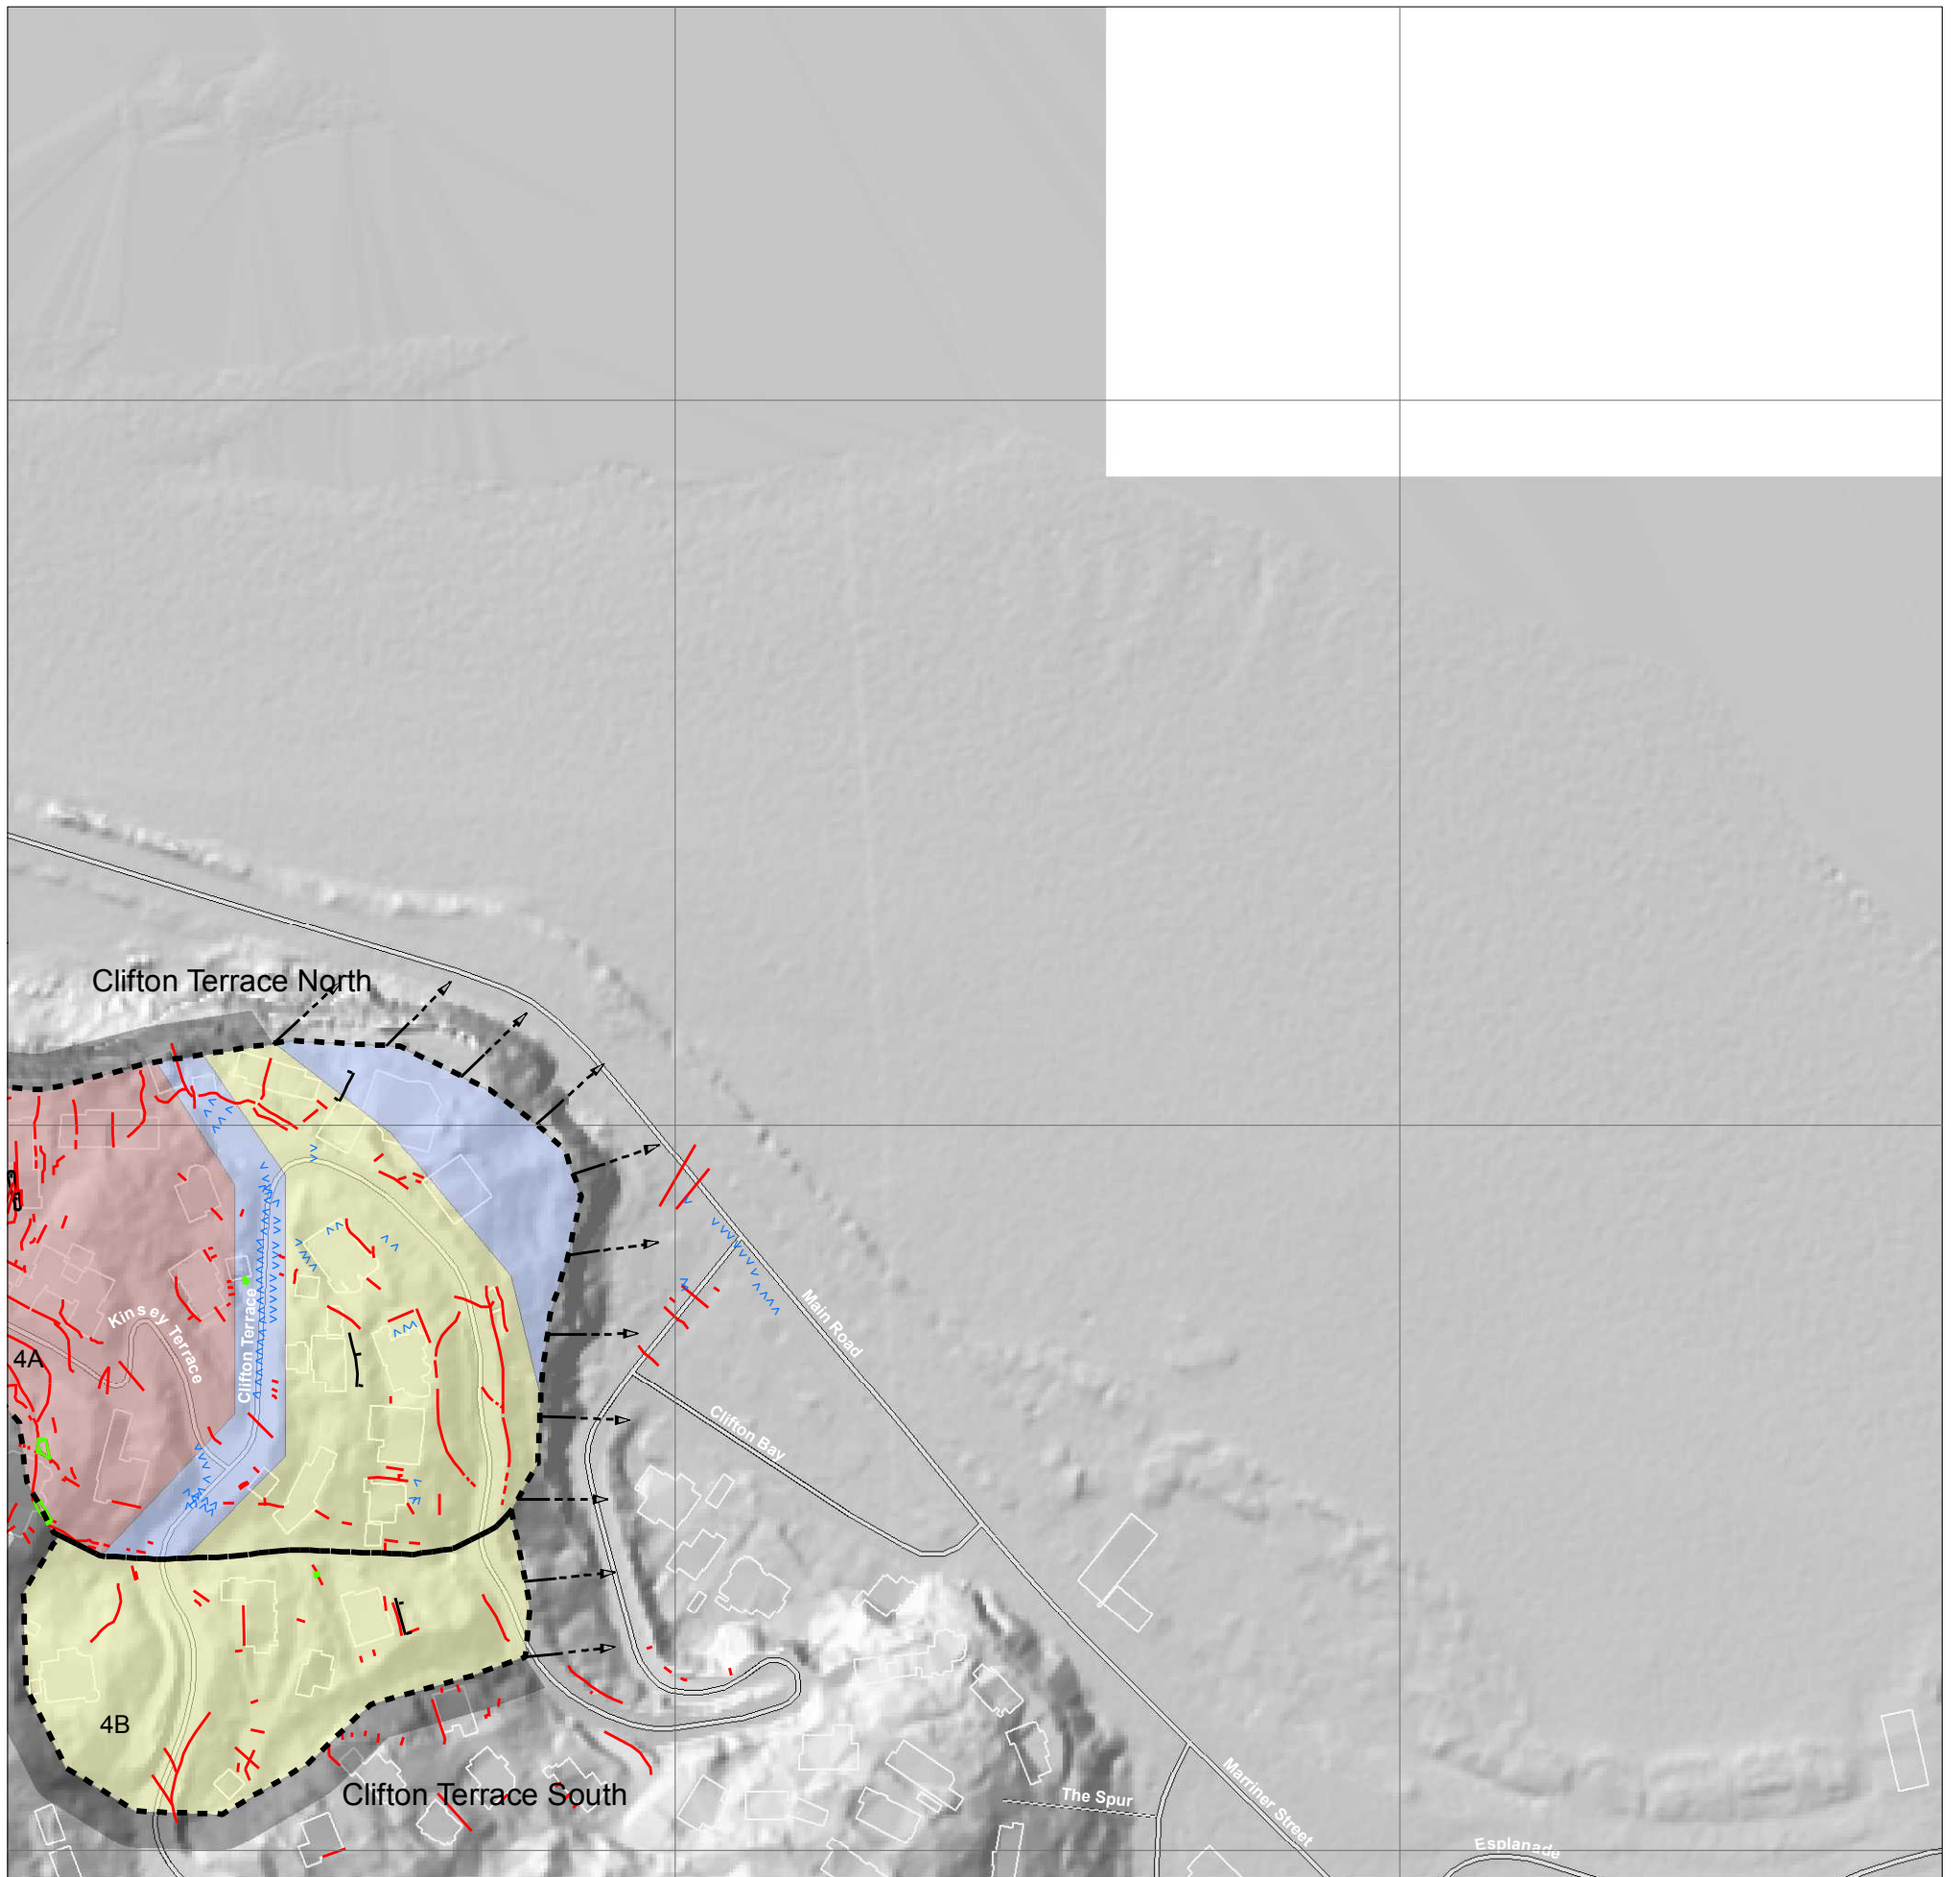 Clifton Terrace North
Main Road
Kinsey Terrace
Clifton Terrace
4A
Clifton Bay
4B
Clifton Terrace South
The Spur
Marriner Street
Esplanade